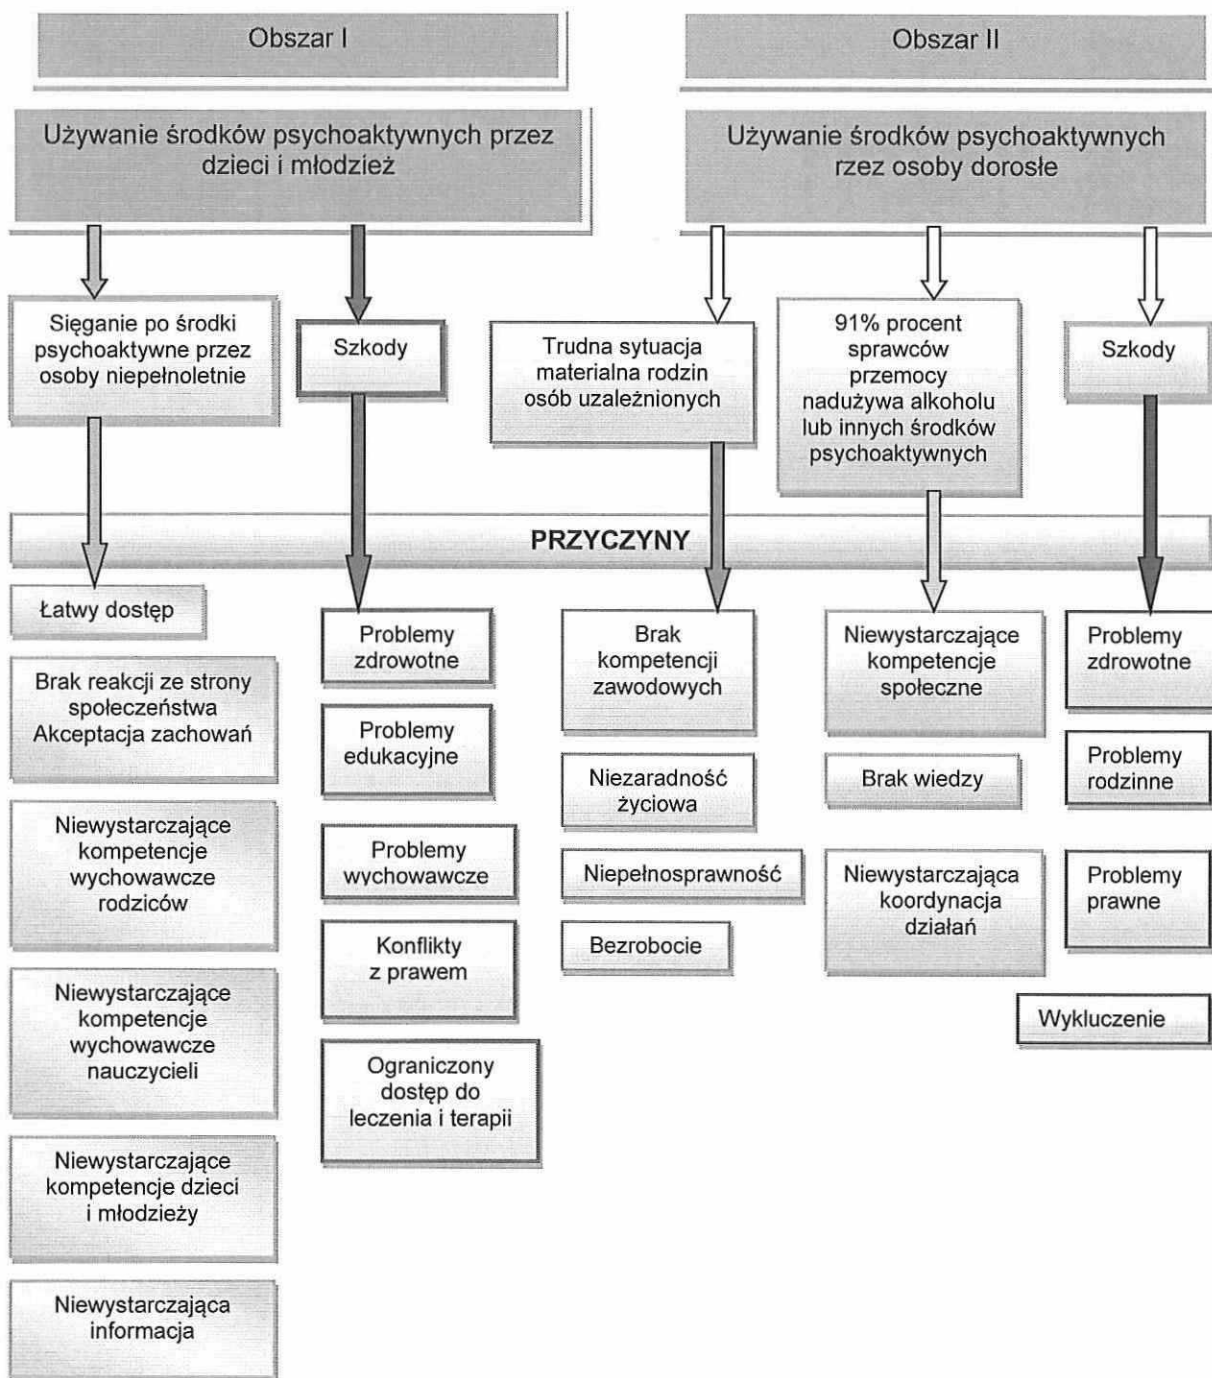 Obszar I
Używanie środków psychoaktywnych przez
dzieci i młodzież
Obszar II
Używanie środków psychoaktywnych
rzez osoby dorosłe
Sięganie po środki
psychoaktywne przez
osoby niepełnoletnie
Szkody
Trudna sytuacja
materialna rodzin
osób uzależnionych
91% procent
sprawców
przemocy
nadużywa alkoholu
lub innych środków
psychoaktywnych
Szkody
PRZYCZYNY
Łatwy dostęp
Brak reakcji ze strony
społeczeństwa
Akceptacja zachowań
Niewystarczające
kompetencje
wychowawcze
rodziców
Niewystarczające
kompetencje
wychowawcze
nauczycieli
Niewystarczające
kompetencje dzieci
i młodzieży
Niewystarczająca
informacja
Problemy
zdrowotne
Problemy
edukacyjne
Problemy
wychowawcze
Konflikty
z prawem
Ograniczony
dostęp do
leczenia i terapii
Brak
kompetencji
zawodowych
Niezaradność
życiowa
Niepełnosprawność
Bezrobocie
Niewystarczające
kompetencje
społeczne
Brak wiedzy
Niewystarczająca
koordynacja
działań
Problemy
zdrowotne
Problemy
rodzinne
Problemy
prawne
Wykluczenie